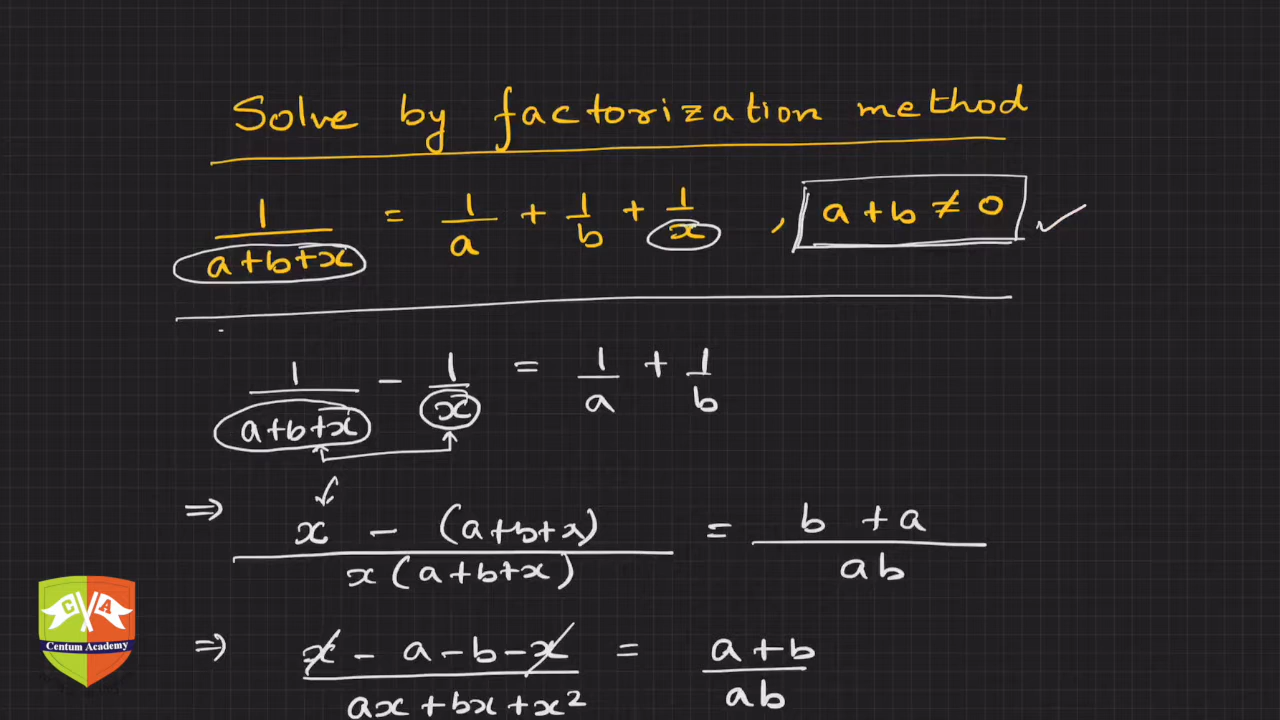 Solve by factorization method
1/(a+b+x) = 1/a + 1/b + 1/x , a+b ≠ 0 ✓
1/(a+b+x) - 1/x = 1/a + 1/b
⇒ (x - (a+b+x))/(x(a+b+x)) = (b + a)/(ab)
⇒ (x - a - b - x)/(ax + bx + x²) = (a+b)/(ab)
C A
Centum Academy